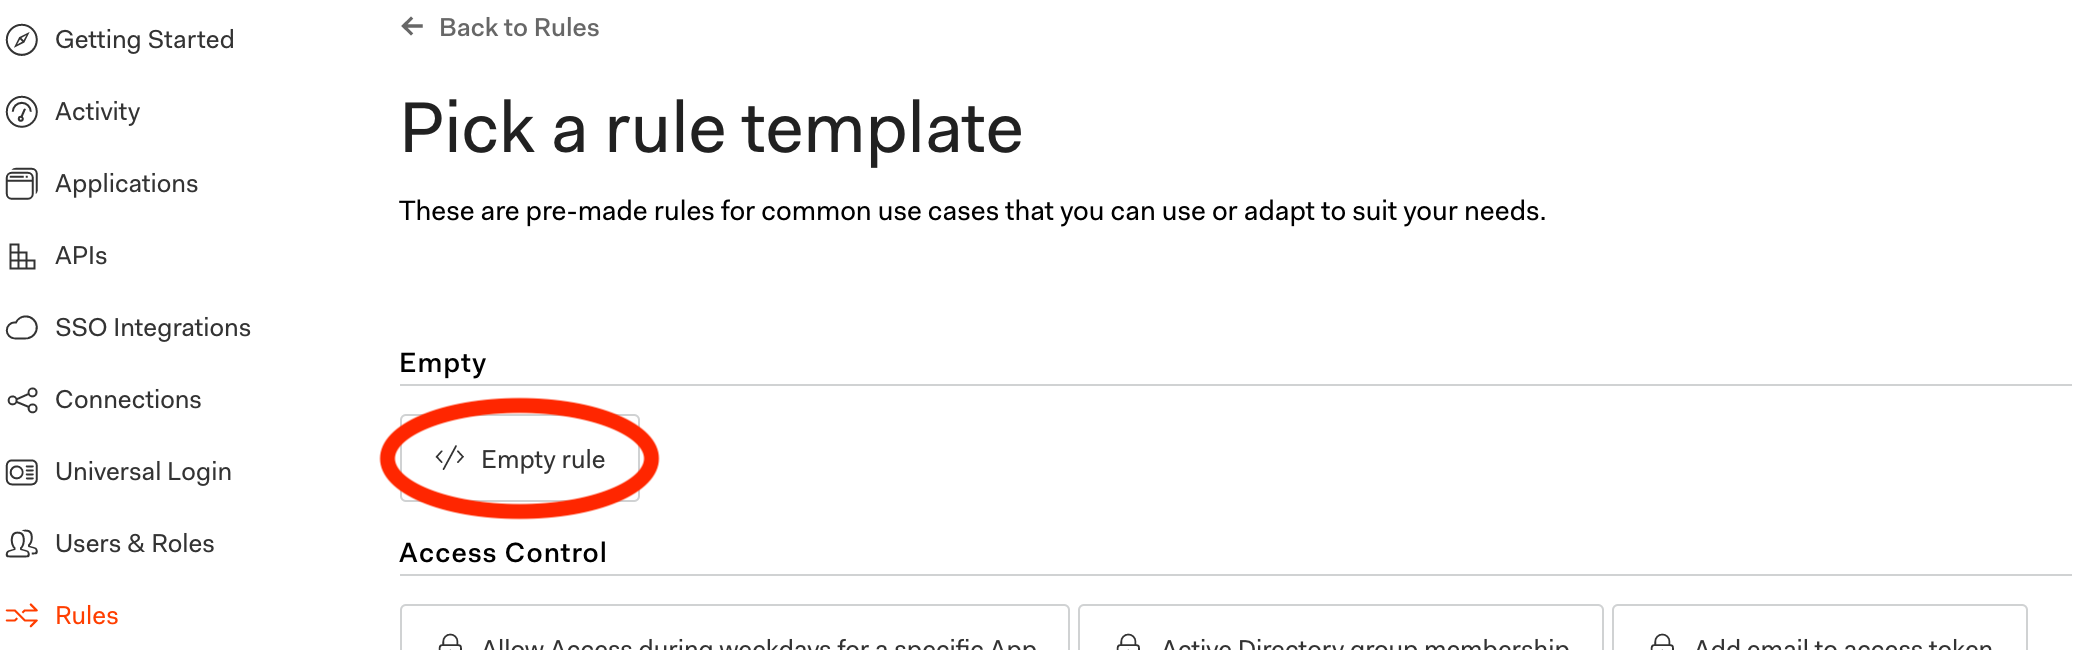 Getting Started
Activity
Applications
APIs
SSO Integrations
Connections
Universal Login
Users & Roles
Rules
Back to Rules
Pick a rule template
These are pre-made rules for common use cases that you can use or adapt to suit your needs.
Empty
</> Empty rule
Access Control
Allow Access during weekdays for a specific App
Active Directory group membership
Add email to access token